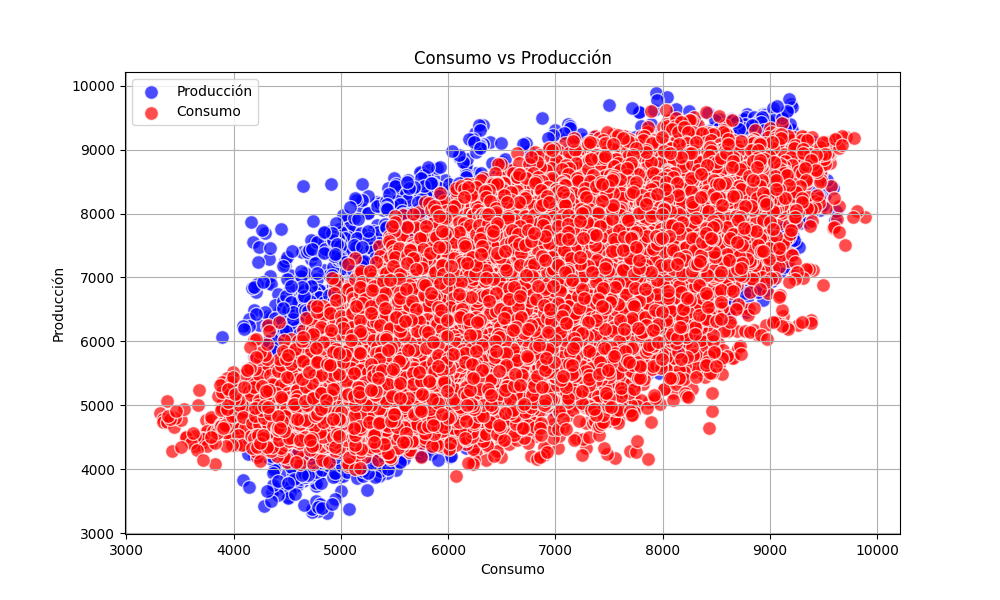 Consumo vs Producción
Producción
Consumo
10000
9000
8000
7000
6000
5000
4000
3000
Producción
3000 4000 5000 6000 7000 8000 9000 10000
Consumo